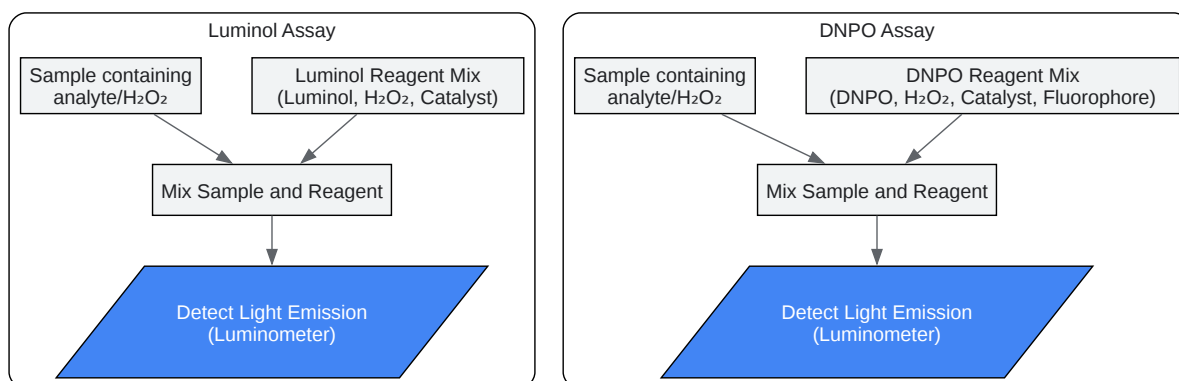 Luminol Assay
Sample containing
analyte/H₂O₂
Luminol Reagent Mix
(Luminol, H₂O₂, Catalyst)
Mix Sample and Reagent
Detect Light Emission
(Luminometer)
DNPO Assay
Sample containing
analyte/H₂O₂
DNPO Reagent Mix
(DNPO, H₂O₂, Catalyst, Fluorophore)
Mix Sample and Reagent
Detect Light Emission
(Luminometer)